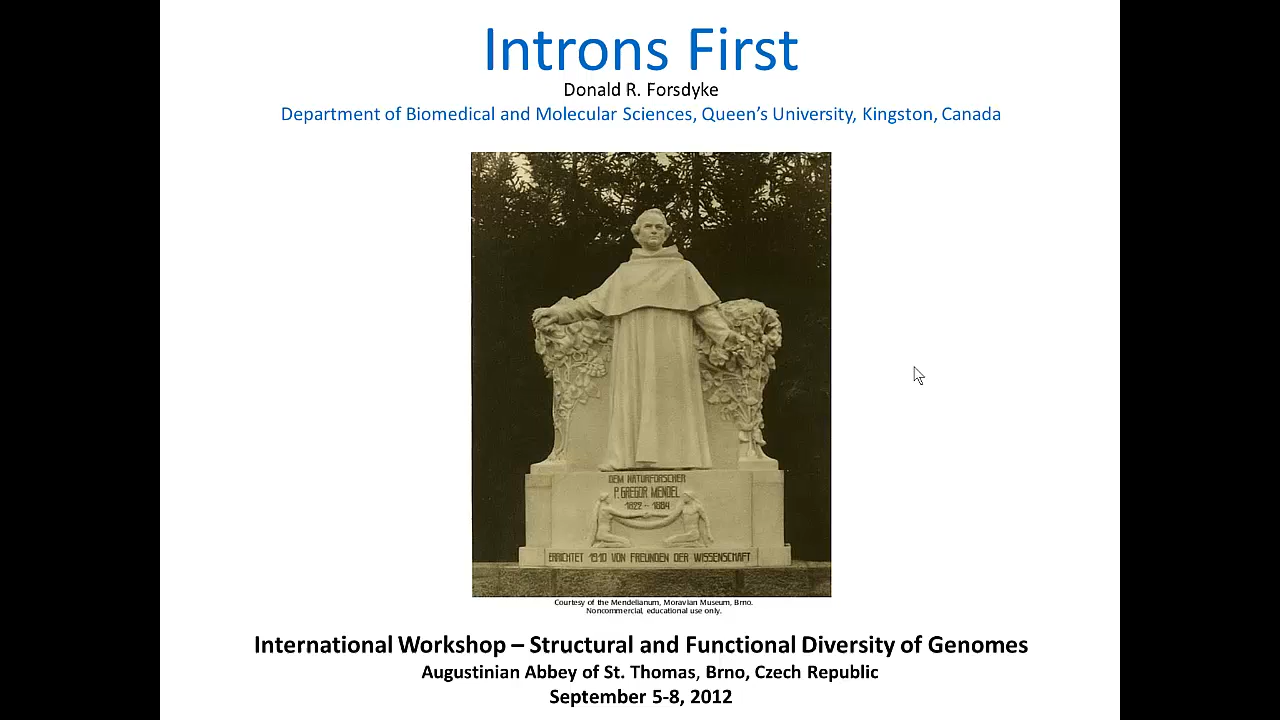 Introns First
Donald R. Forsdyke
Department of Biomedical and Molecular Sciences, Queen’s University, Kingston, Canada
DEM NATURFORSCHER
P. GREGOR MENDEL
1822 - 1884
ERRICHTET 1910 VON FREUNDEN DER WISSENSCHAFT
Courtesy of the Mendelianum, Moravian Museum, Brno.
Noncommercial, educational use only.
International Workshop – Structural and Functional Diversity of Genomes
Augustinian Abbey of St. Thomas, Brno, Czech Republic
September 5-8, 2012